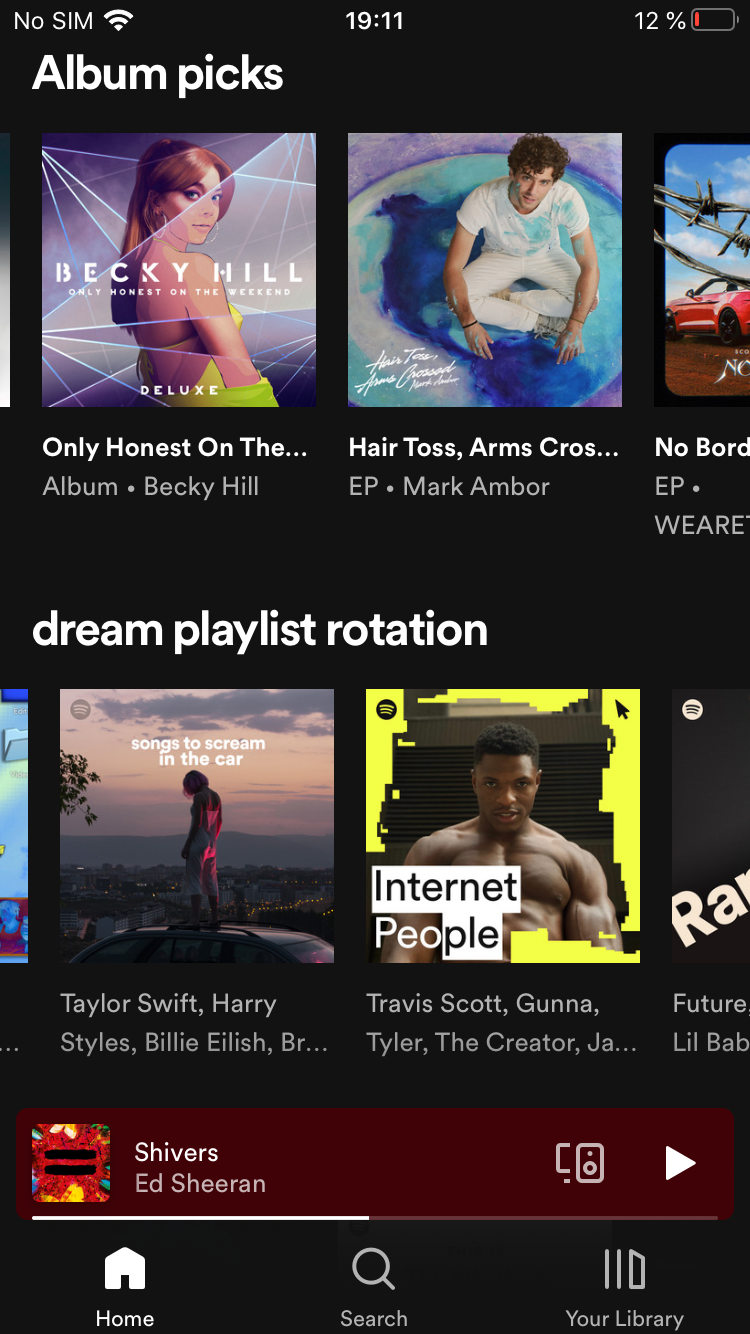 No SIM 19:11 12 %
Album picks
BECKY HILL
ONLY HONEST ON THE WEEKEND
DELUXE
Hair Toss,
Arms Crossed
Mark Ambor
Only Honest On The... Hair Toss, Arms Cros... No Bord
Album • Becky Hill EP • Mark Ambor EP •
WEARET
dream playlist rotation
songs to scream
in the car
Internet
People
Ra
Taylor Swift, Harry Travis Scott, Gunna, Future,
Styles, Billie Eilish, Br... Tyler, The Creator, Ja... Lil Bab
Shivers
Ed Sheeran
Home Search Your Library